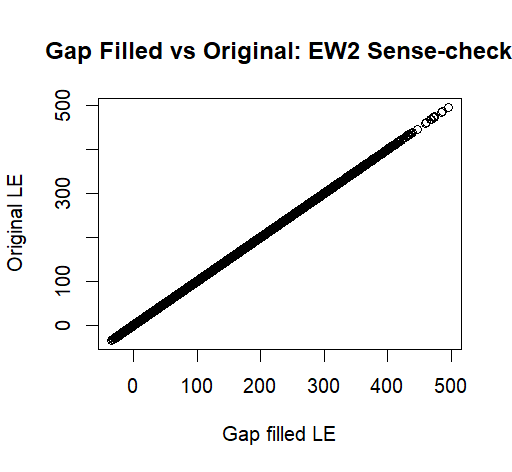 Gap Filled vs Original: EW2 Sense-check
500
300
100
0
Original LE
0 100 200 300 400 500
Gap filled LE